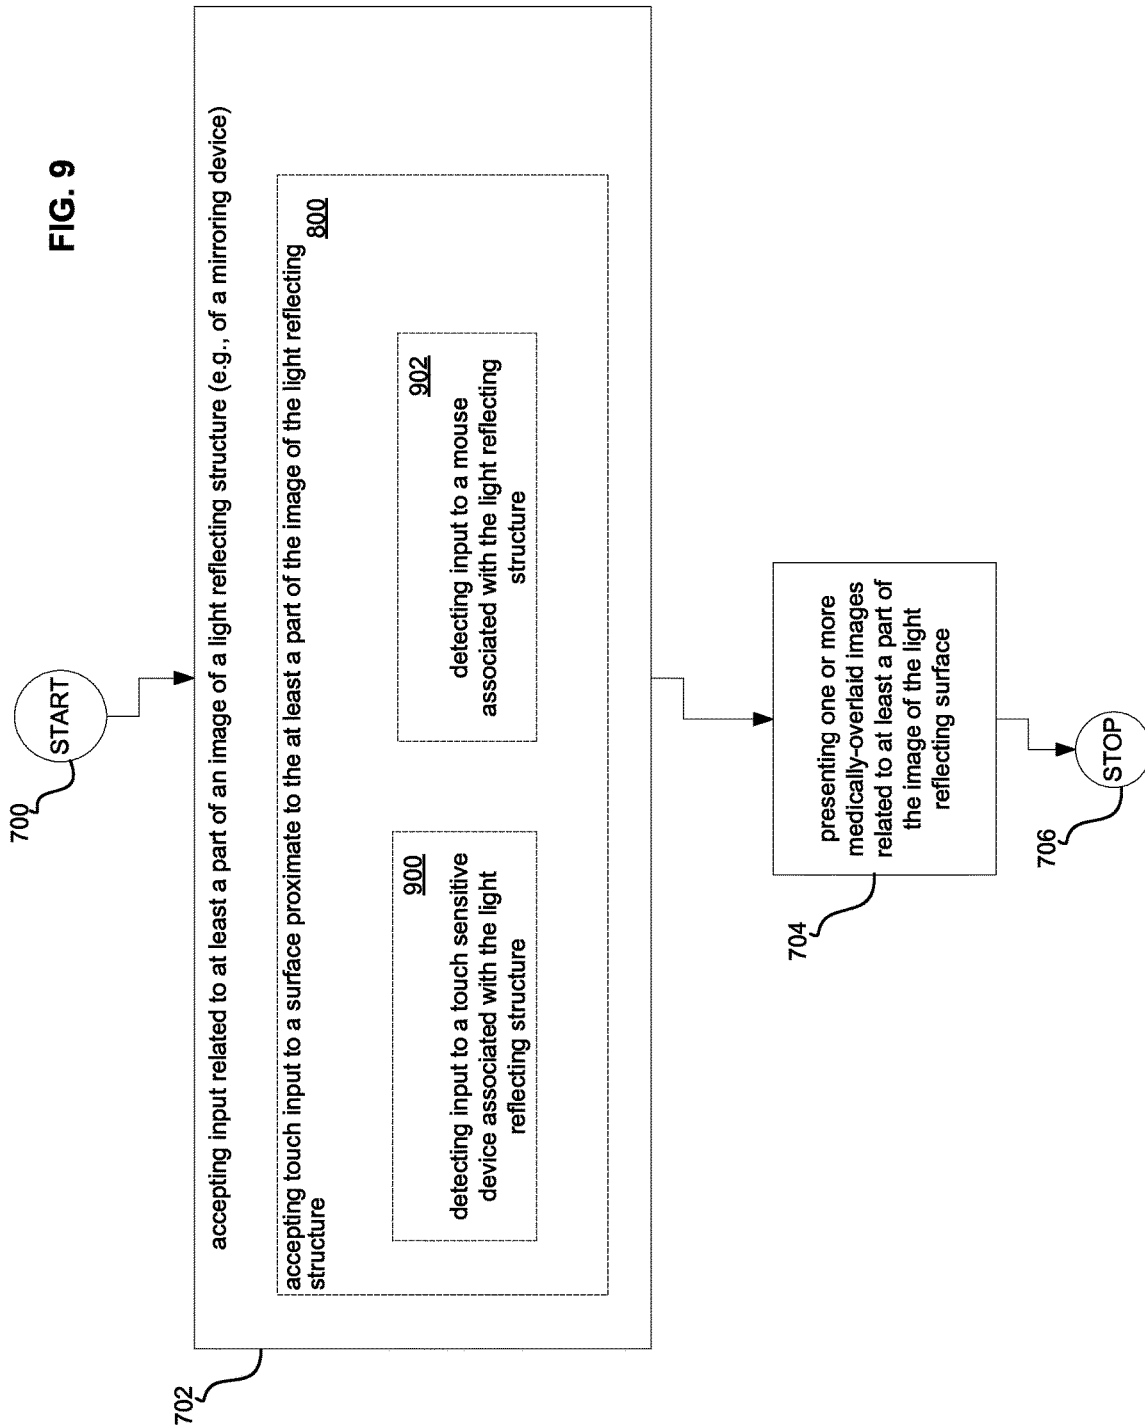 FIG. 9
700
START
702
accepting input related to at least a part of an image of a light reflecting structure (e.g., of a mirroring device)
accepting touch input to a surface proximate to the at least a part of the image of the light reflecting
structure
800
900
detecting input to a touch sensitive
device associated with the light
reflecting structure
902
detecting input to a mouse
associated with the light reflecting
structure
704
presenting one or more
medically-overlaid images
related to at least a part of
the image of the light
reflecting surface
706
STOP